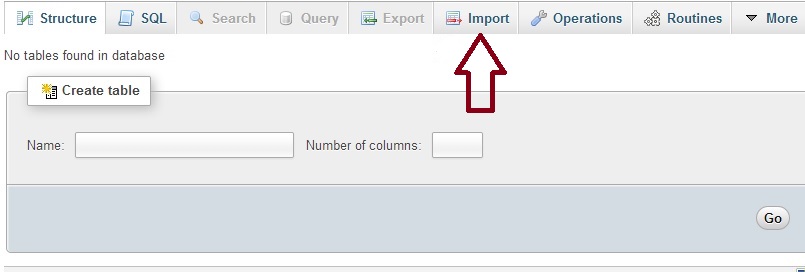 Structure SQL Search Query Export Import Operations Routines More
No tables found in database
Create table
Name: Number of columns:
Go